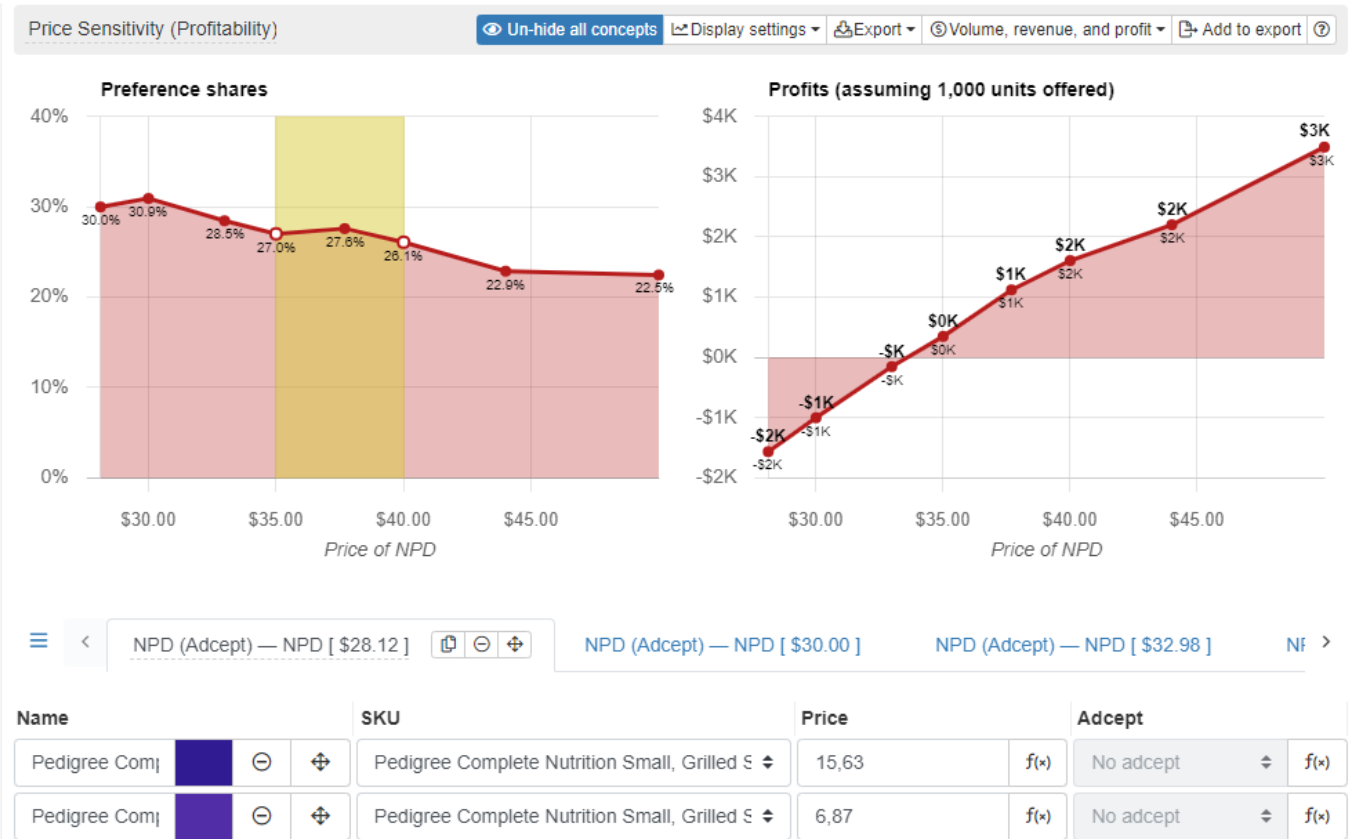 Price Sensitivity (Profitability) Un-hide all concepts Display settings Export Volume, revenue, and profit Add to export ?
Preference shares
40%
30%
20%
10%
0%
30.0% 30.9% 28.5% 27.0% 27.6% 26.1% 22.9% 22.5%
$30.00 $35.00 $40.00 $45.00
Price of NPD
Profits (assuming 1,000 units offered)
$4K
$3K
$2K
$1K
$0K
-$1K
-$2K
-$2K -$1K -$K $0K $1K $2K $2K $3K
-$2K -$1K -$K $0K $1K $2K $2K $3K
$30.00 $35.00 $40.00 $45.00
Price of NPD
NPD (Adcept) — NPD [ $28.12 ] NPD (Adcept) — NPD [ $30.00 ] NPD (Adcept) — NPD [ $32.98 ]
Name SKU Price Adcept
Pedigree Comp Pedigree Complete Nutrition Small, Grilled S 15,63 f(×) No adcept f(×)
Pedigree Comp Pedigree Complete Nutrition Small, Grilled S 6,87 f(×) No adcept f(×)